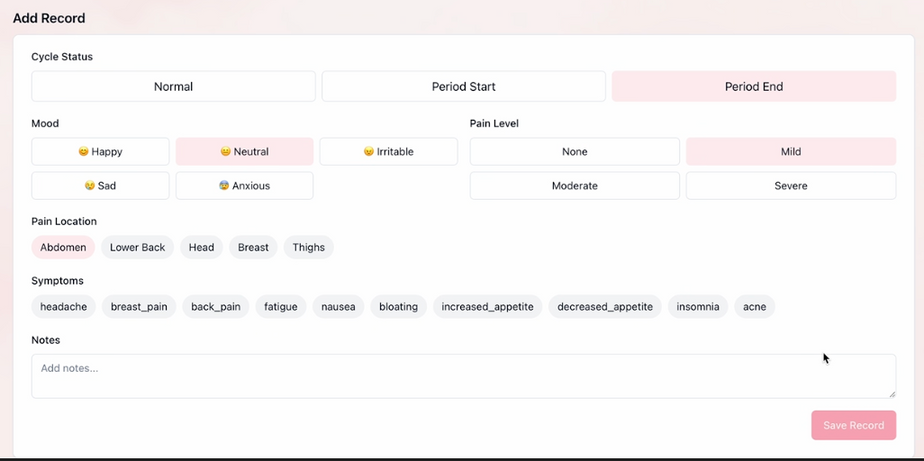 Add Record
Cycle Status
Normal Period Start Period End
Mood Pain Level
😊 Happy 😐 Neutral 😠 Irritable None Mild
😢 Sad 😰 Anxious Moderate Severe
Pain Location
Abdomen Lower Back Head Breast Thighs
Symptoms
headache breast_pain back_pain fatigue nausea bloating increased_appetite decreased_appetite insomnia acne
Notes
Add notes...
Save Record